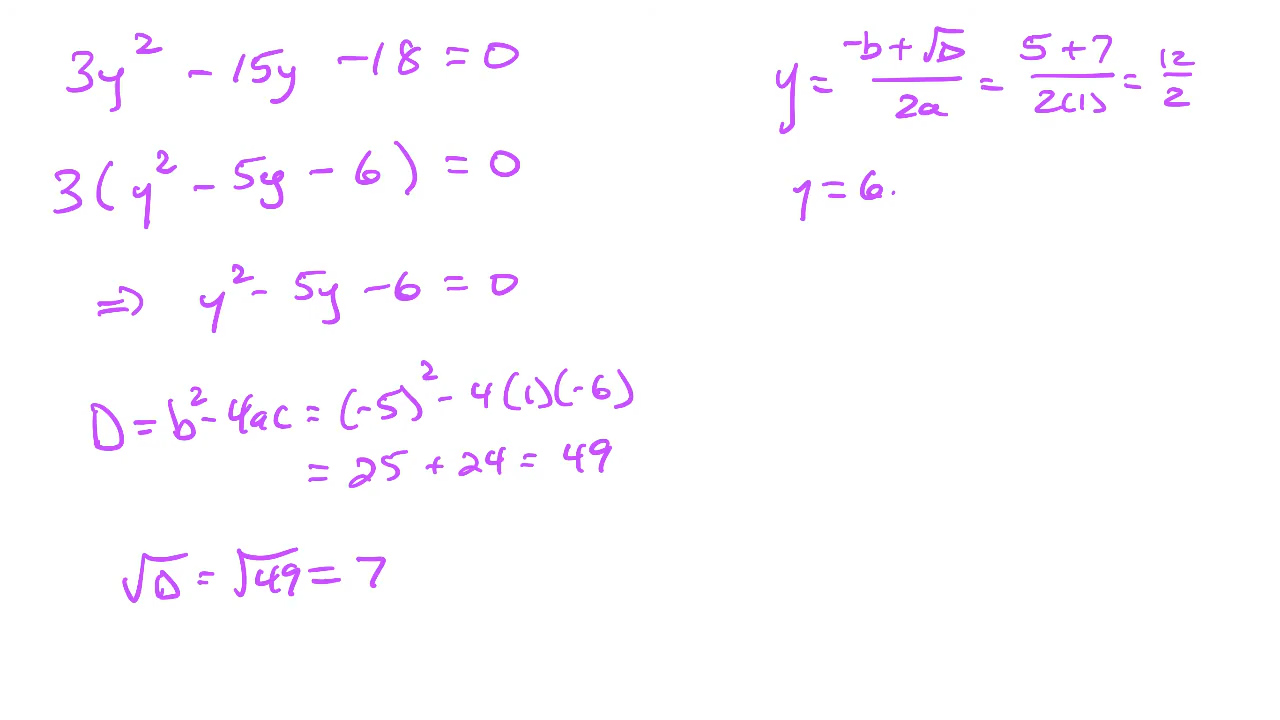 3y² - 15y - 18 = 0
3(y² - 5y - 6) = 0
⇒ y² - 5y - 6 = 0
D = b² - 4ac = (-5)² - 4(1)(-6)
= 25 + 24 = 49
√D = √49 = 7
y = (-b + √D)/2a = (5 + 7)/2(1) = 12/2
y = 6.